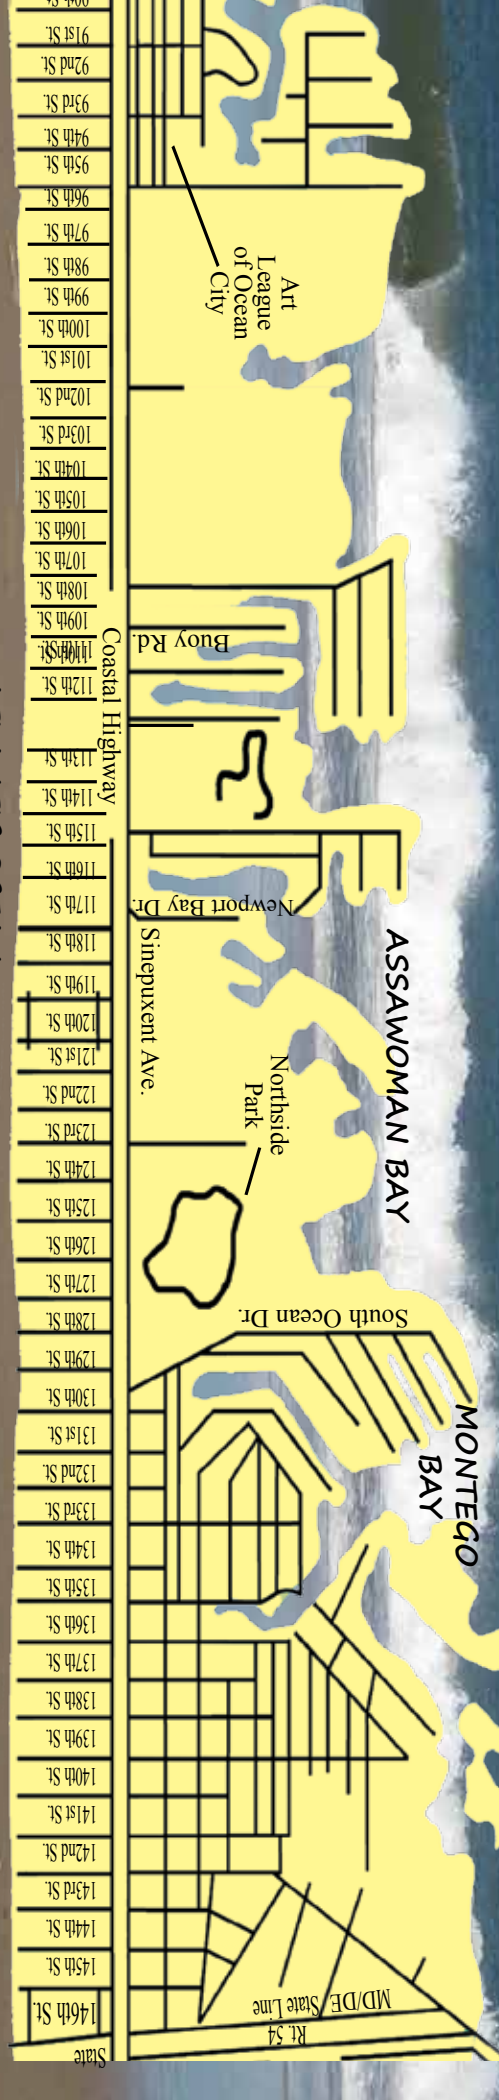 91st St.
92nd St.
93rd St.
94th St.
95th St.
96th St.
97th St.
98th St.
99th St.
100th St.
101st St.
102nd St.
103rd St.
104th St.
105th St.
106th St.
107th St.
108th St.
109th St.
112th St.
113th St.
114th St.
115th St.
116th St.
117th St.
118th St.
119th St.
120th St.
121st St.
122nd St.
123rd St.
124th St.
125th St.
126th St.
127th St.
128th St.
129th St.
130th St.
131st St.
132nd St.
133rd St.
134th St.
135th St.
136th St.
137th St.
138th St.
139th St.
140th St.
141st St.
142nd St.
143rd St.
144th St.
145th St.
146th St.
State
Art
League
of Ocean
City
Buoy Rd.
Coastal Highway
Newport Bay Dr.
Sinepuxent Ave.
ASSAWOMAN BAY
Northside
Park
South Ocean Dr.
MONTEGO
BAY
MD/DE/ State Line
Rt. 54